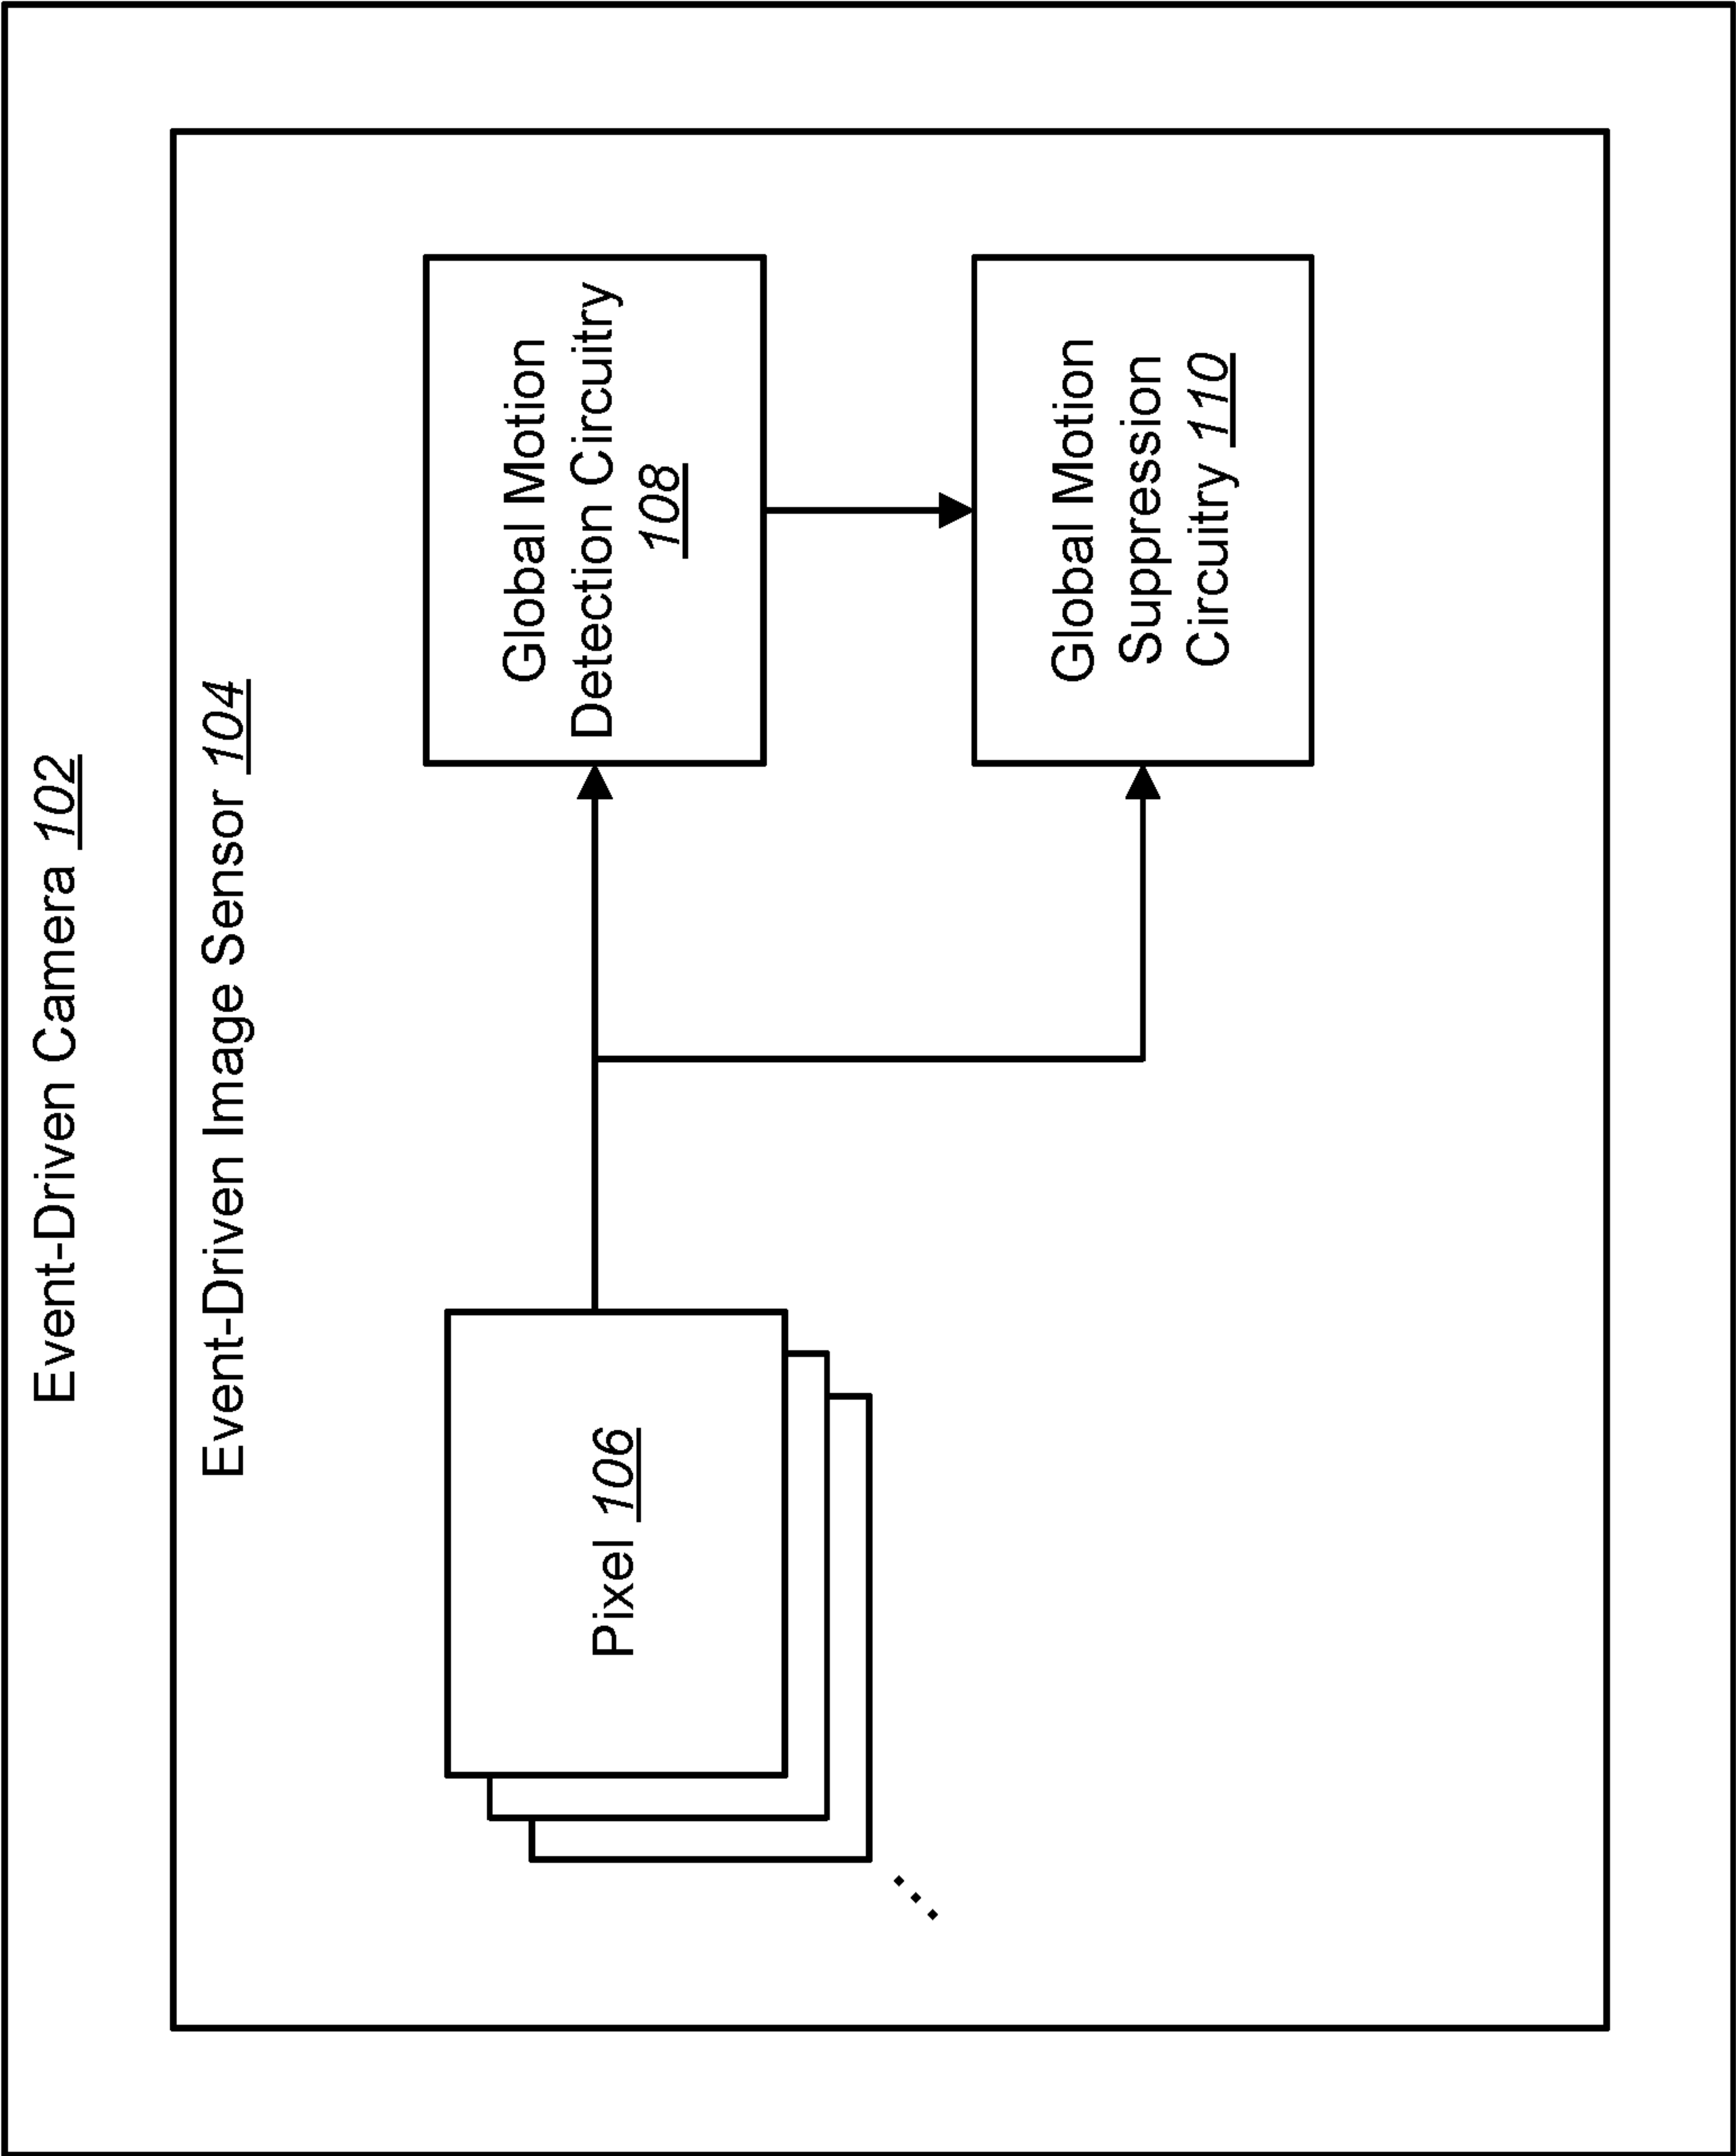 Event-Driven Camera 102
Event-Driven Image Sensor 104
Pixel 106
Global Motion
Detection Circuitry
108
Global Motion
Suppression
Circuitry 110